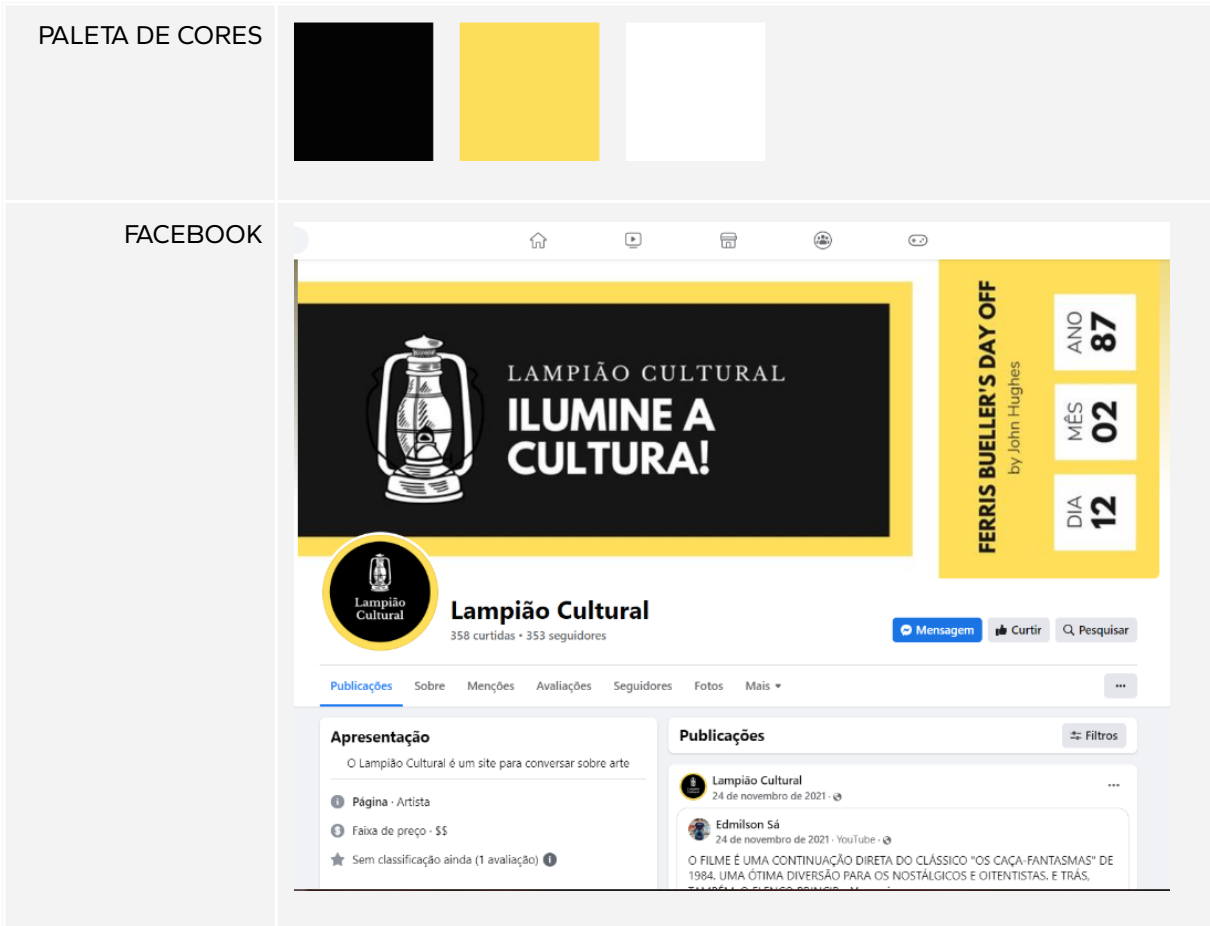 PALETA DE CORES
FACEBOOK
LAMPIÃO CULTURAL
ILUMINE A
CULTURA!
FERRIS BUELLER'S DAY OFF
by John Hughes
ANO
87
MÊS
02
DIA
12
Lampião
Cultural
Lampião Cultural
358 curtidas • 353 seguidores
Mensagem
Curtir
Pesquisar
Publicações Sobre Menções Avaliações Seguidores Fotos Mais
Apresentação
O Lampião Cultural é um site para conversar sobre arte
Página · Artista
Faixa de preço · $$
Sem classificação ainda (1 avaliação)
Publicações
Filtros
Lampião Cultural
24 de novembro de 2021 ·
Edmilson Sá
24 de novembro de 2021 · YouTube ·
O FILME É UMA CONTINUAÇÃO DIRETA DO CLÁSSICO "OS CAÇA-FANTASMAS" DE
1984. UMA ÓTIMA DIVERSÃO PARA OS NOSTÁLGICOS E OITENTISTAS. E TRÁS,